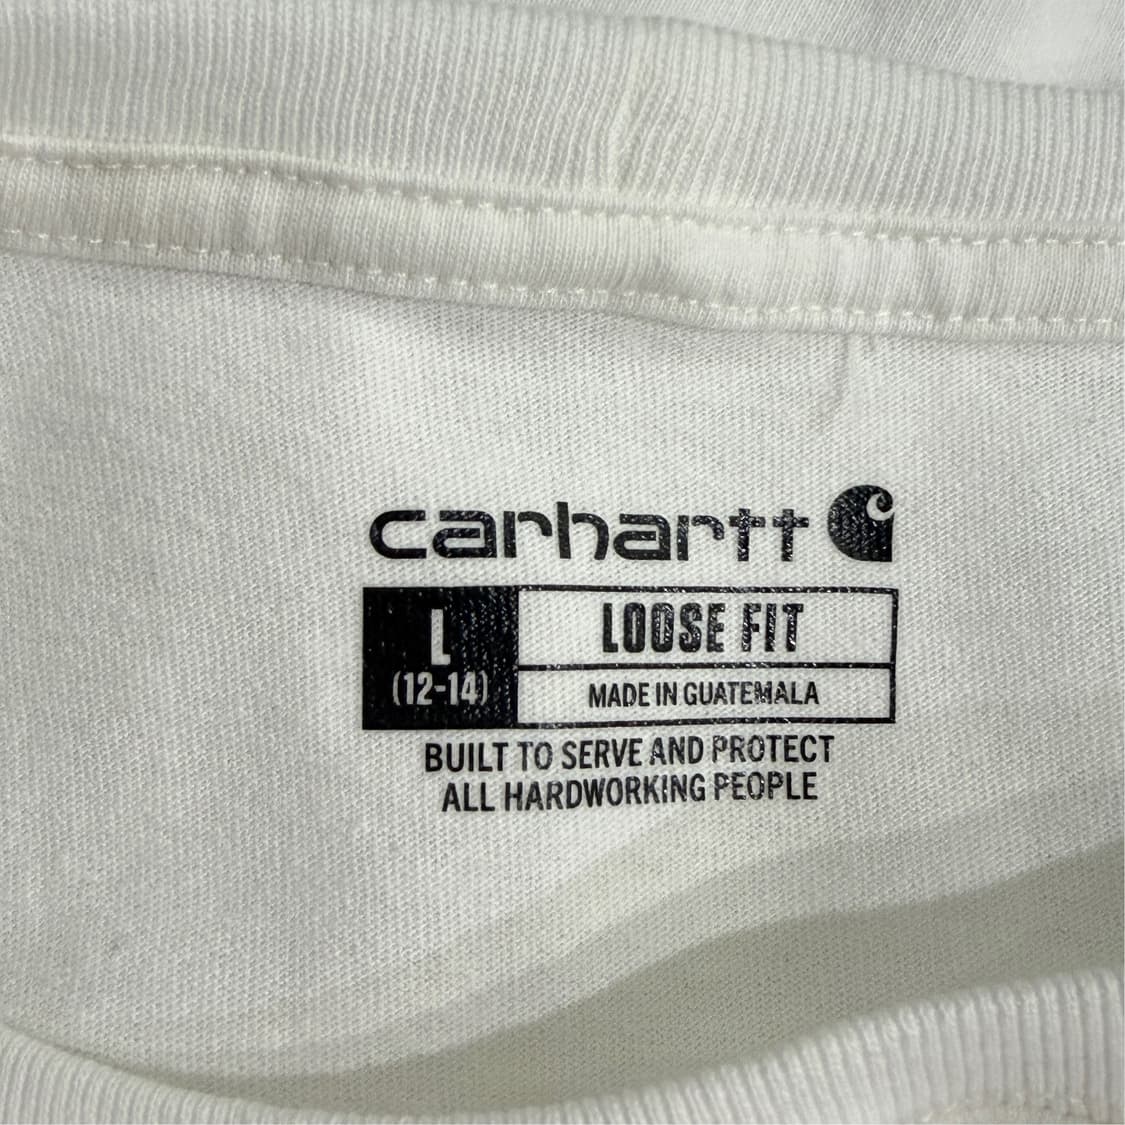 carhartt
L
(12-14)
LOOSE FIT
MADE IN GUATEMALA
BUILT TO SERVE AND PROTECT
ALL HARDWORKING PEOPLE